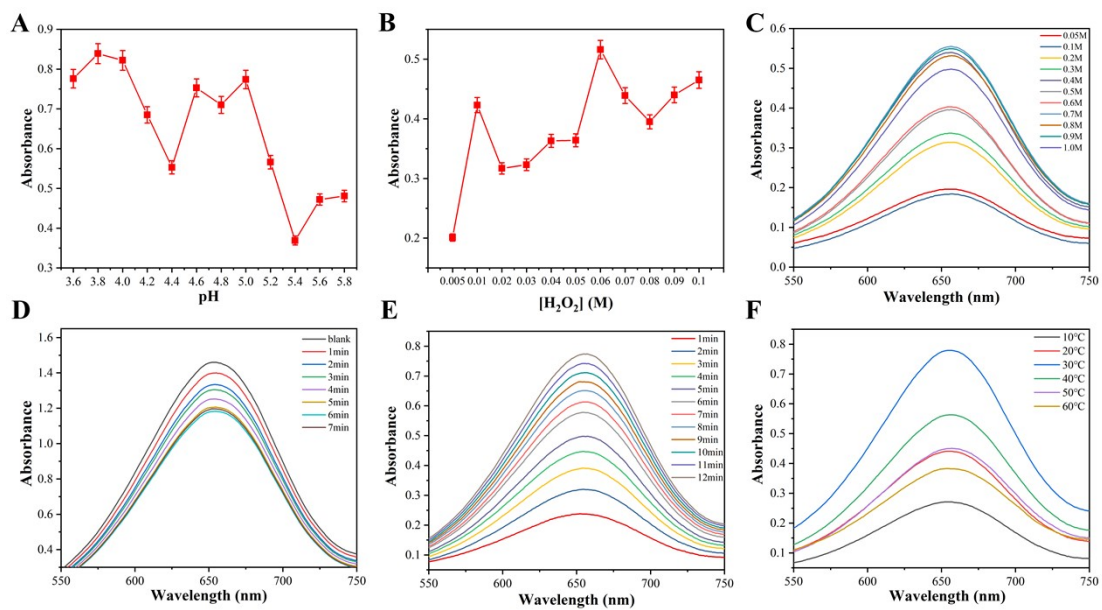 A
Absorbance
0.9
0.8
0.7
0.6
0.5
0.4
0.3
3.6 3.8 4.0 4.2 4.4 4.6 4.8 5.0 5.2 5.4 5.6 5.8
pH
B
Absorbance
0.5
0.4
0.3
0.2
0.005 0.01 0.02 0.03 0.04 0.05 0.06 0.07 0.08 0.09 0.1
[H₂O₂] (M)
C
Absorbance
0.6
0.5
0.4
0.3
0.2
0.1
0.0
550 600 650 700 750
Wavelength (nm)
0.05M
0.1M
0.2M
0.3M
0.4M
0.5M
0.6M
0.7M
0.8M
0.9M
1.0M
D
Absorbance
1.6
1.4
1.2
1.0
0.8
0.6
0.4
550 600 650 700 750
Wavelength (nm)
blank
1min
2min
3min
4min
5min
6min
7min
E
Absorbance
0.8
0.7
0.6
0.5
0.4
0.3
0.2
0.1
550 600 650 700 750
Wavelength (nm)
1min
2min
3min
4min
5min
6min
7min
8min
9min
10min
11min
12min
F
Absorbance
0.8
0.7
0.6
0.5
0.4
0.3
0.2
0.1
550 600 650 700 750
Wavelength (nm)
10°C
20°C
30°C
40°C
50°C
60°C